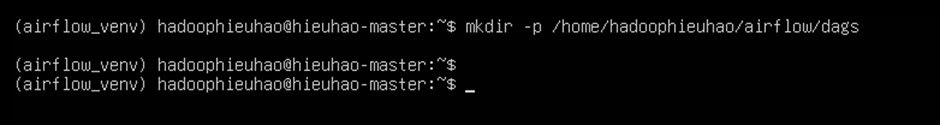 (airflow_venv) hadoophieuhao@hieuhao-master:~$ mkdir -p /home/hadoophieuhao/airflow/dags
(airflow_venv) hadoophieuhao@hieuhao-master:~$
(airflow_venv) hadoophieuhao@hieuhao-master:~$ _